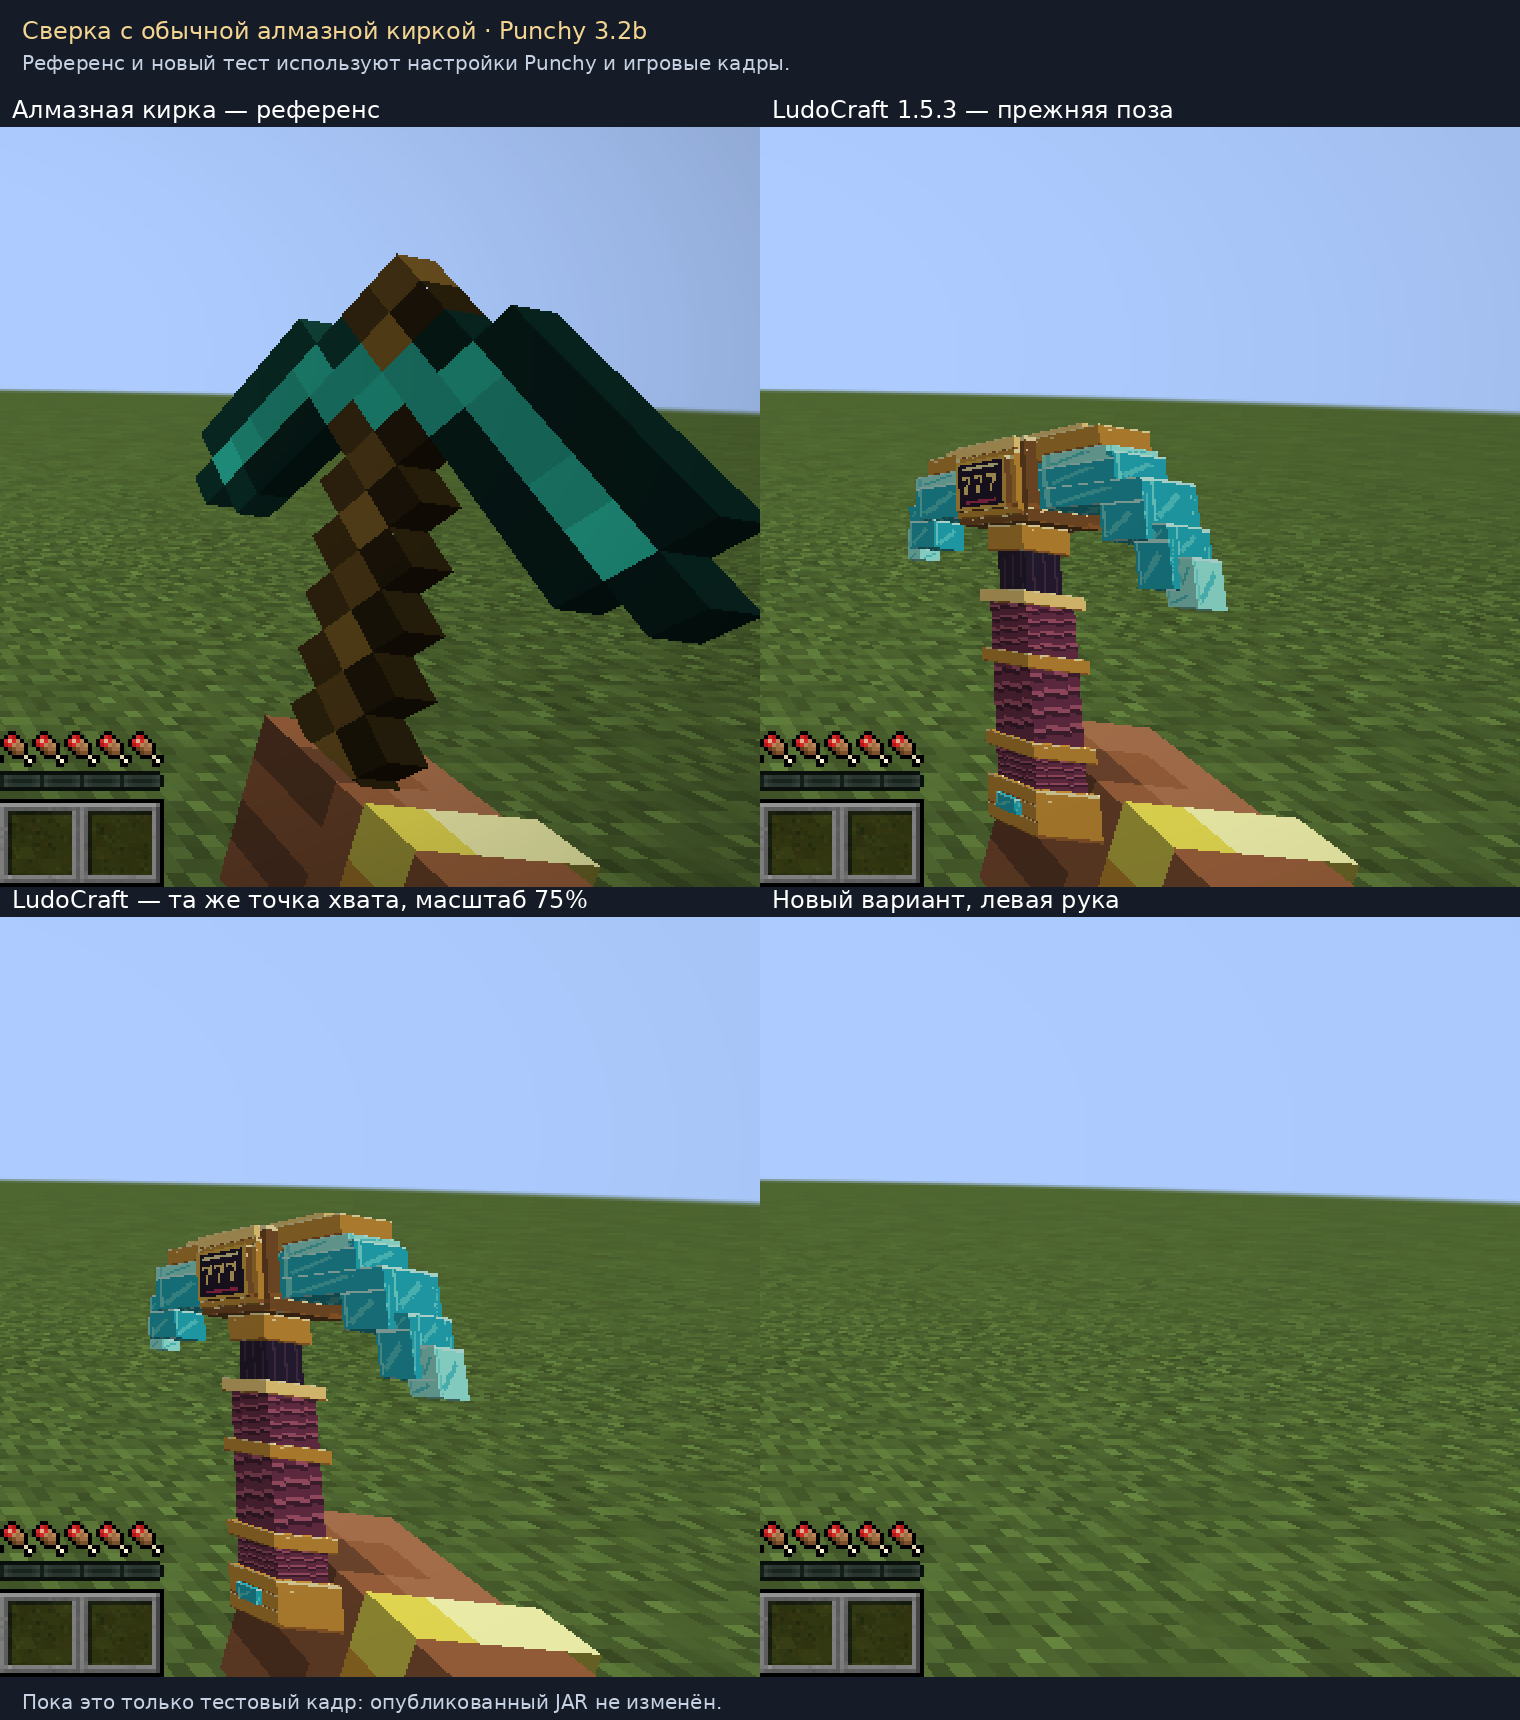 Сверка с обычной алмазной киркой · Punchy 3.2b
Референс и новый тест используют настройки Punchy и игровые кадры.
Алмазная кирка — референс
LudoCraft 1.5.3 — прежняя поза
777
LudoCraft — та же точка хвата, масштаб 75%
Новый вариант, левая рука
777
Пока это только тестовый кадр: опубликованный JAR не изменён.